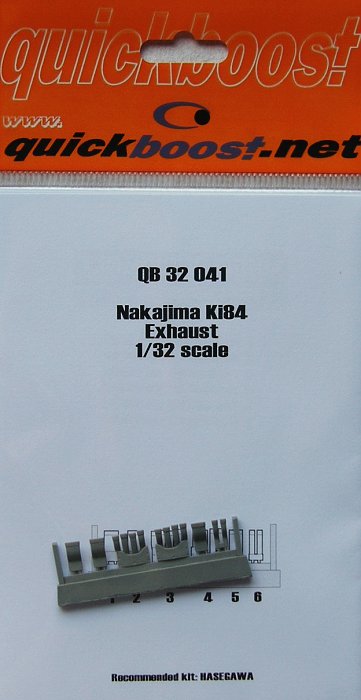 quickboost
www.
quickboost.net
QB 32 041
Nakajima Ki84
Exhaust
1/32 scale
1 2 3 4 5 6
Recommended kit: HASEGAWA